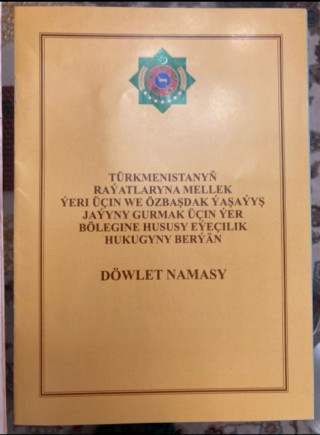 TÜRKMENISTANYŇ
RAÝATLARYNA MELLEK
ÝERI ÜÇIN WE ÖZBAŞDAK ÝAŞAÝYŞ
JAÝYNY GURMAK ÜÇIN ÝER
BÖLEGINE HUSUSY EÝEÇILIK
HUKUGYNY BERÝÄN
DÖWLET NAMASY